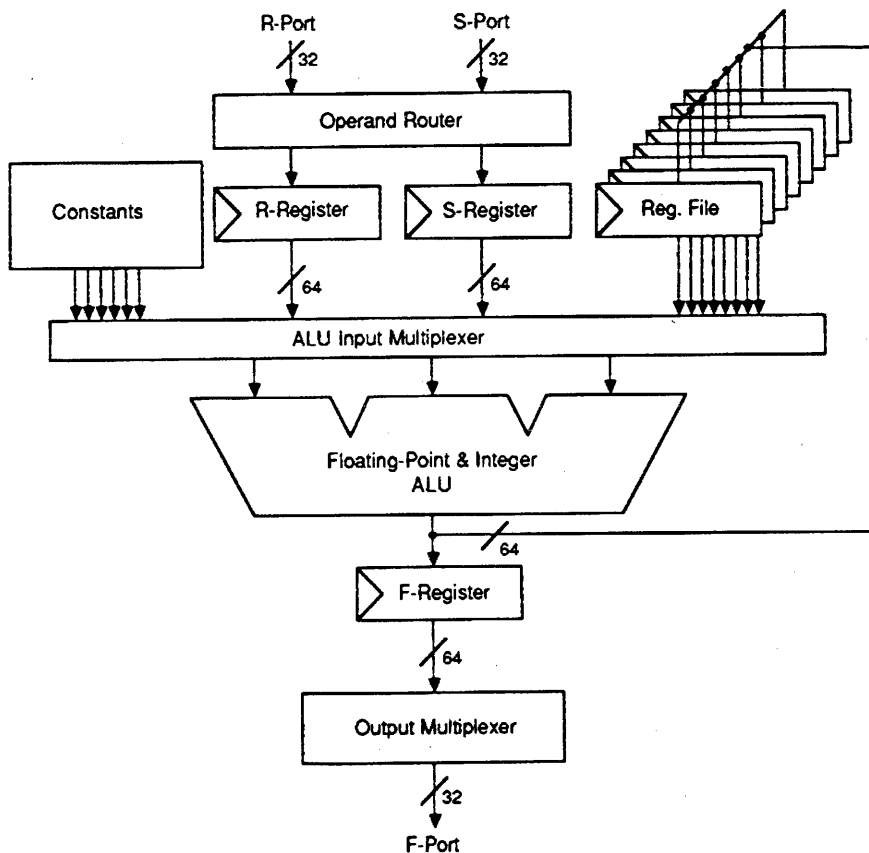 R-Port
S-Port
32
32
Operand Router
Constants
R-Register
S-Register
Reg. File
64
64
ALU Input Multiplexer
Floating-Point & Integer
ALU
64
F-Register
64
Output Multiplexer
32
F-Port